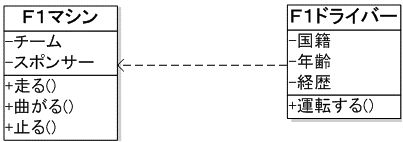 F1マシン
-チーム
-スポンサー
+走る()
+曲がる()
+止る()
F1ドライバー
-国籍
-年齢
-経歴
+運転する()